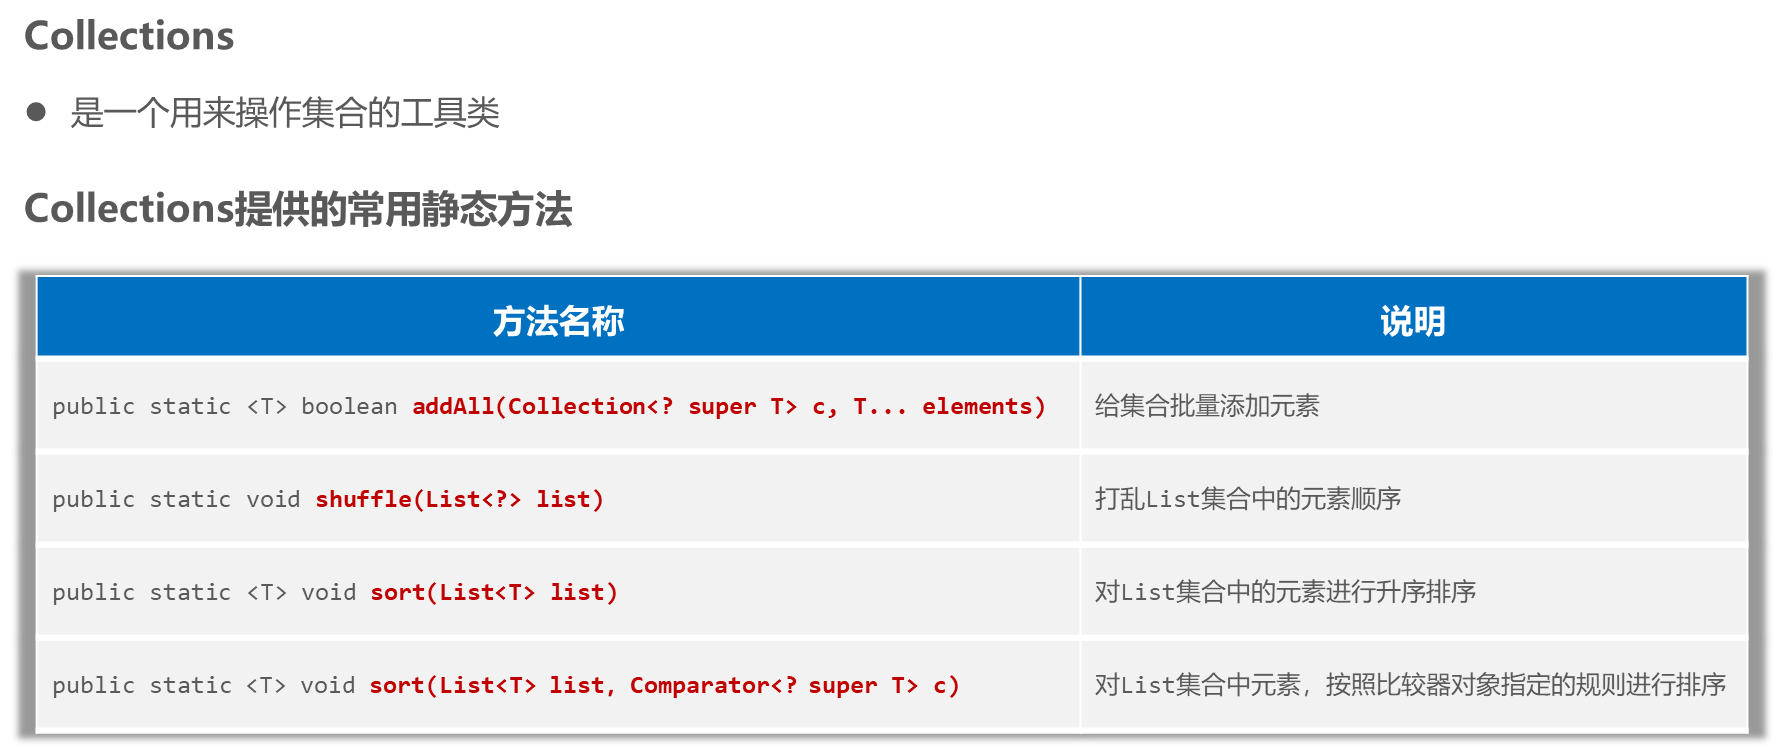 Collections
● 是一个用来操作集合的工具类
Collections提供的常用静态方法
方法名称 说明
public static <T> boolean addAll(Collection<? super T> c, T... elements) 给集合批量添加元素
public static void shuffle(List<?> list) 打乱List集合中的元素顺序
public static <T> void sort(List<T> list) 对List集合中的元素进行升序排序
public static <T> void sort(List<T> list, Comparator<? super T> c) 对List集合中元素，按照比较器对象指定的规则进行排序